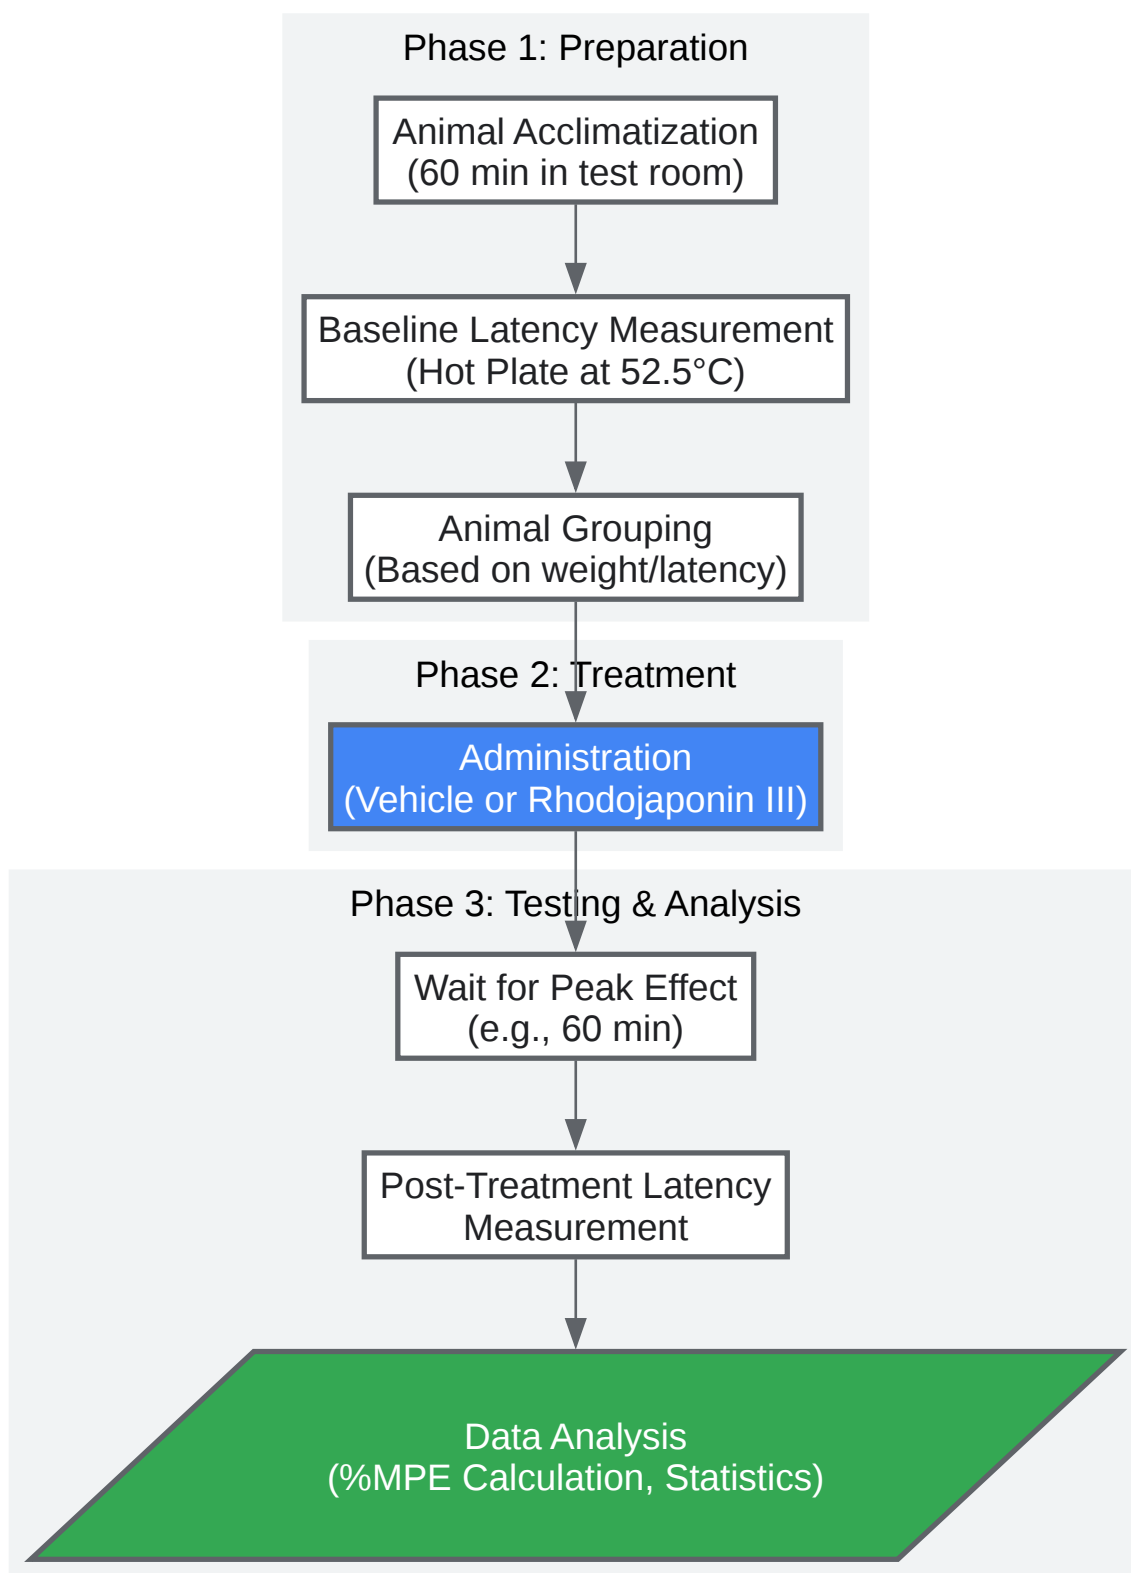 Phase 1: Preparation
Animal Acclimatization
(60 min in test room)
Baseline Latency Measurement
(Hot Plate at 52.5°C)
Animal Grouping
(Based on weight/latency)
Phase 2: Treatment
Administration
(Vehicle or Rhodojaponin III)
Phase 3: Testing & Analysis
Wait for Peak Effect
(e.g., 60 min)
Post-Treatment Latency
Measurement
Data Analysis
(%MPE Calculation, Statistics)